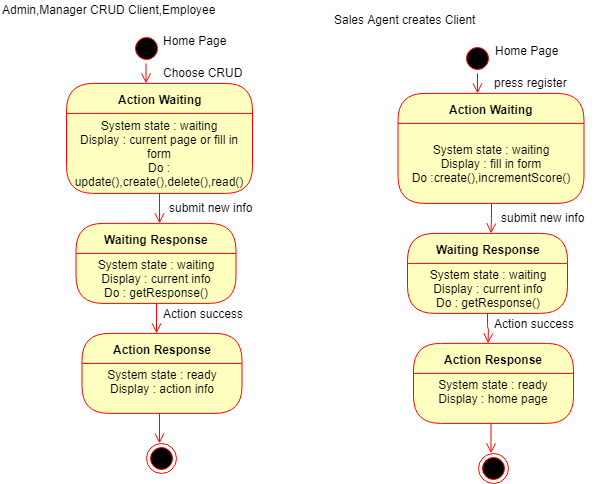 Admin,Manager CRUD Client,Employee
Home Page
Choose CRUD
Action Waiting
System state : waiting
Display : current page or fill in
form
Do :
update(),create(),delete(),read()
submit new info
Waiting Response
System state : waiting
Display : current info
Do : getResponse()
Action success
Action Response
System state : ready
Display : action info
Sales Agent creates Client
Home Page
press register
Action Waiting
System state : waiting
Display : fill in form
Do :create(),incrementScore()
submit new info
Waiting Response
System state : waiting
Display : current info
Do : getResponse()
Action success
Action Response
System state : ready
Display : home page